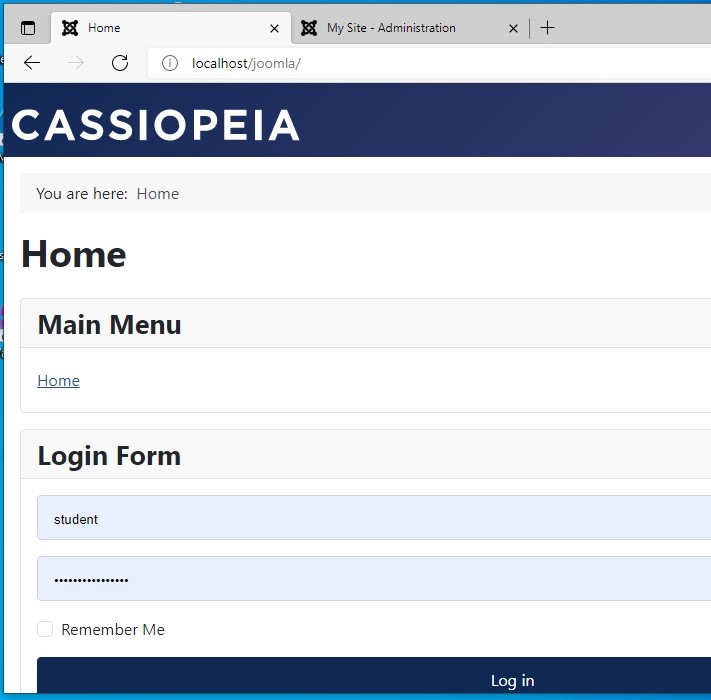 Home
My Site - Administration
localhost/joomla/
CASSIOPEIA
You are here: Home
Home
Main Menu
Home
Login Form
student
••••••••••••••••
Remember Me
Log in